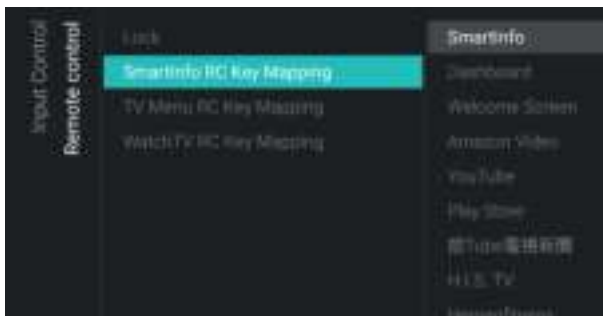 Input Control
Remote control
Lock
SmartInfo RC Key Mapping
TV Menu RC Key Mapping
WatchTV RC Key Mapping
SmartInfo
Dashboard
Welcome Screen
Amazon Video
YouTube
Play Store
H.I.S. TV